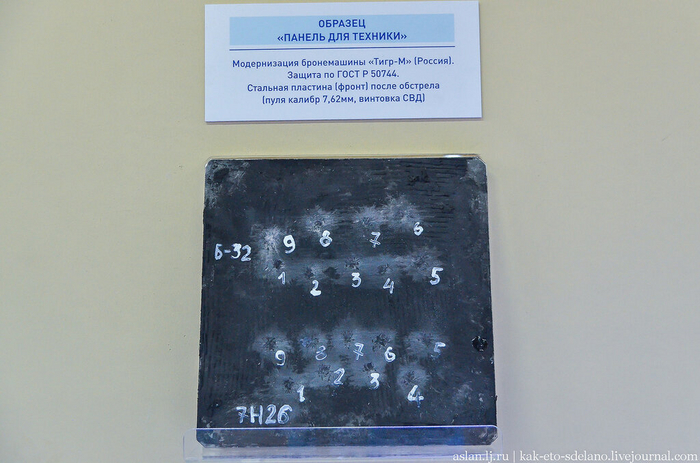 ОБРАЗЕЦ
«ПАНЕЛЬ ДЛЯ ТЕХНИКИ»
Модернизация бронемашины «Тигр-М» (Россия).
Защита по ГОСТ Р 50744.
Стальная пластина (фронт) после обстрела
(пуля калибр 7,62мм, винтовка СВД)
Б-32
9 8 7 6
1 2 3 4 5
9 8 7 6 5
1 2 3 4
7Н26
aslan.lj.ru | kak-eto-sdelano.livejournal.com